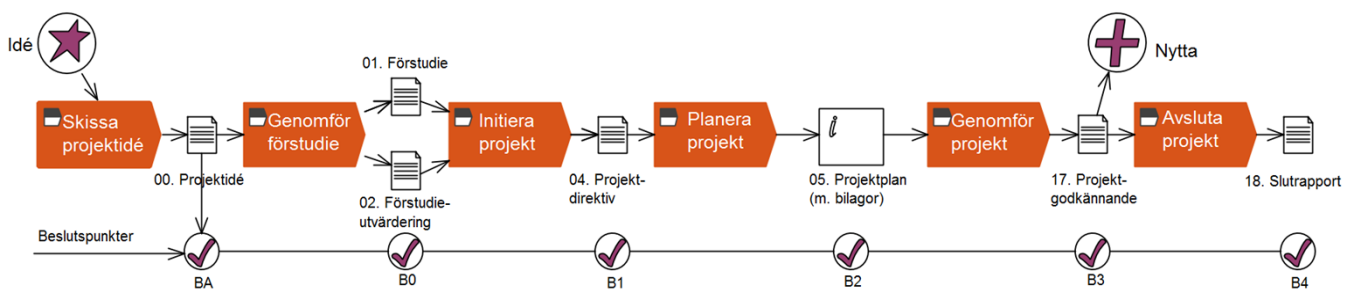 Idé
Nytta
01. Förstudie
Skissa
projektidé
Genomför
förstudie
Initiera
projekt
Planera
projekt
i
Genomför
projekt
Avsluta
projekt
00. Projektidé
02. Förstudie-
utvärdering
04. Projekt-
direktiv
05. Projektplan
(m. bilagor)
17. Projekt-
godkännande
18. Slutrapport
Beslutspunkter
BA
B0
B1
B2
B3
B4